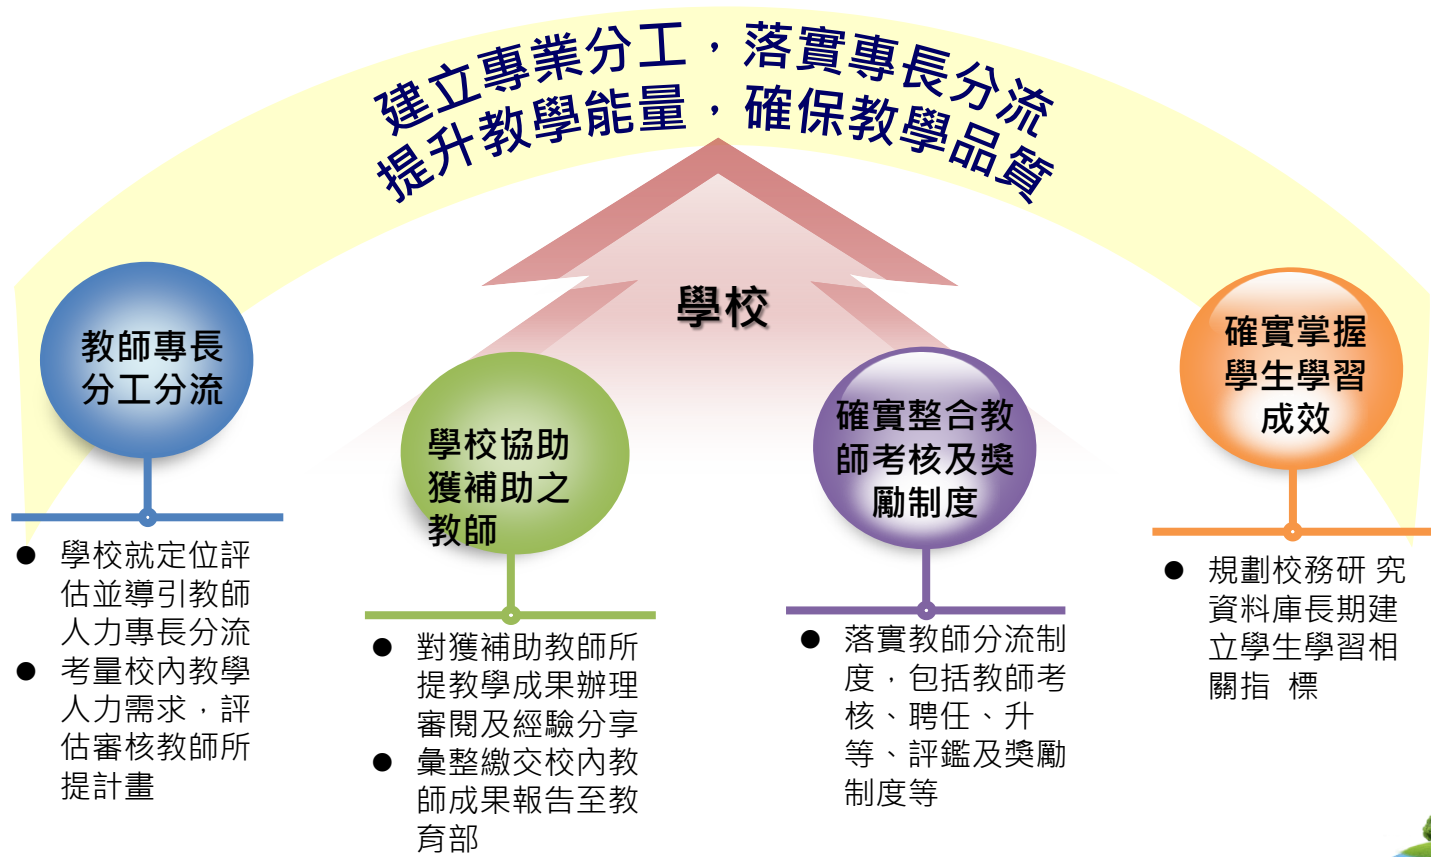 建立專業分工，落實專長分流
提升教學能量，確保教學品質
學校
教師專長
分工分流
● 學校就定位評
估並導引教師
人力專長分流
● 考量校內教學
人力需求，評
估審核教師所
提計畫
學校協助
獲補助之
教師
● 對獲補助教師所
提教學成果辦理
審閱及經驗分享
● 彙整繳交校內教
師成果報告至教
育部
確實整合教
師考核及獎
勵制度
● 落實教師分流制
度，包括教師考
核、聘任、升
等、評鑑及獎勵
制度等
確實掌握
學生學習
成效
● 規劃校務研 究
資料庫長期建
立學生學習相
關指 標